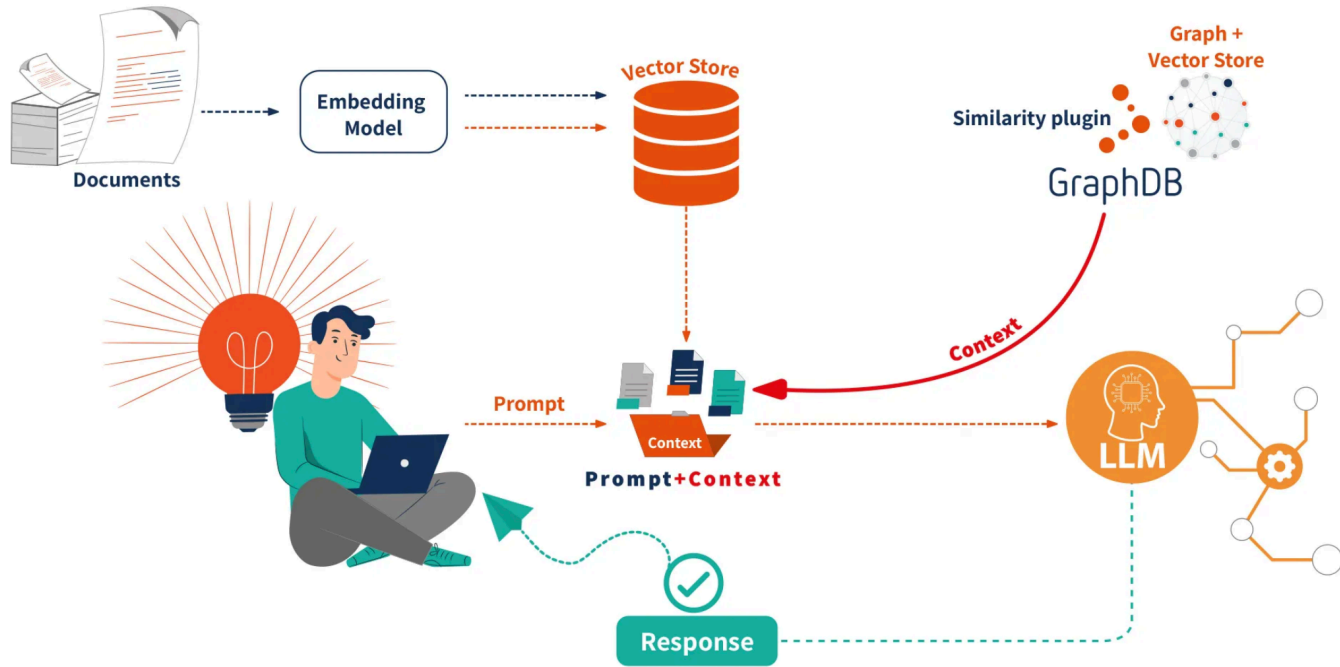 Graph +
Vector Store
Vector Store
Embedding
Model
Similarity plugin
Documents
GraphDB
Context
Prompt
Context
LLM
Prompt+Context
Response